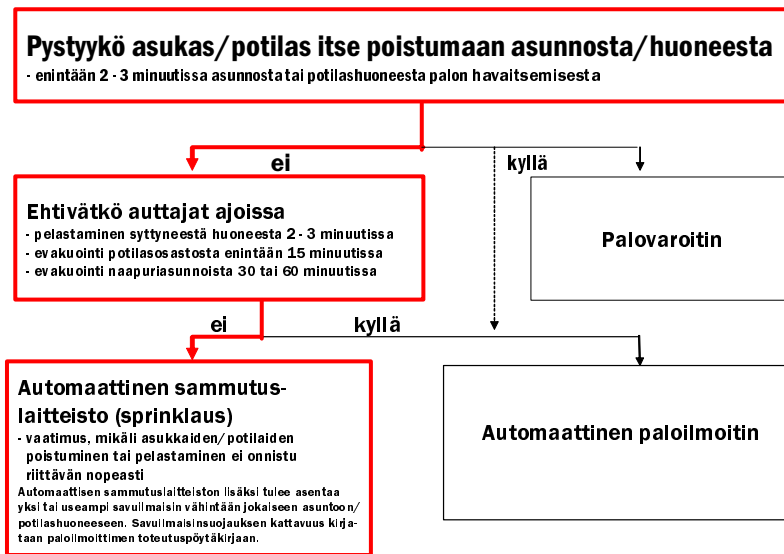 Pystyykö asukas/potilas itse poistumaan asunnosta/huoneesta
- enintään 2 - 3 minuutissa asunnosta tai potilashuoneesta palon havaitsemisesta
ei
kyllä
Ehtivätkö auttajat ajoissa
- pelastaminen syttyneestä huoneesta 2 - 3 minuutissa
- evakuointi potilasosastosta enintään 15 minuutissa
- evakuointi naapuriasunnoista 30 tai 60 minuutissa
Palovaroitin
ei
kyllä
Automaattinen sammutus-
laitteisto (sprinklaus)
- vaatimus, mikäli asukkaiden/potilaiden
poistuminen tai pelastaminen ei onnistu
riittävän nopeasti
Automaattisen sammutuslaitteiston lisäksi tulee asentaa
yksi tai useampi savuilmaisin vähintään jokaiseen asuntoon/
potilashuoneeseen. Savuilmaisinsuojauksen kattavuus kirja-
taan paloilmoittimen toteutuspöytäkirjaan.
Automaattinen paloilmoitin